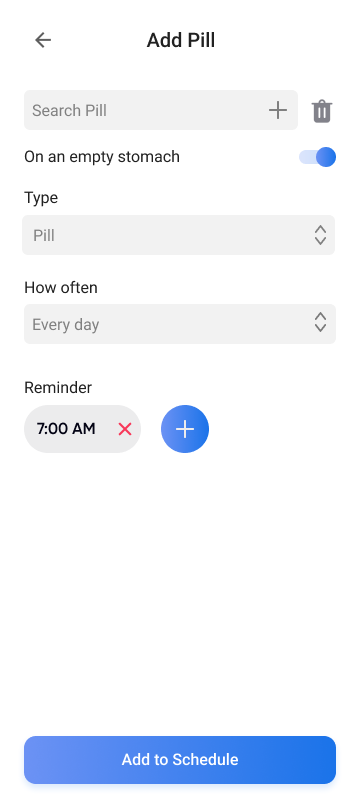 Add Pill
Search Pill
On an empty stomach
Type
Pill
How often
Every day
Reminder
7:00 AM
Add to Schedule